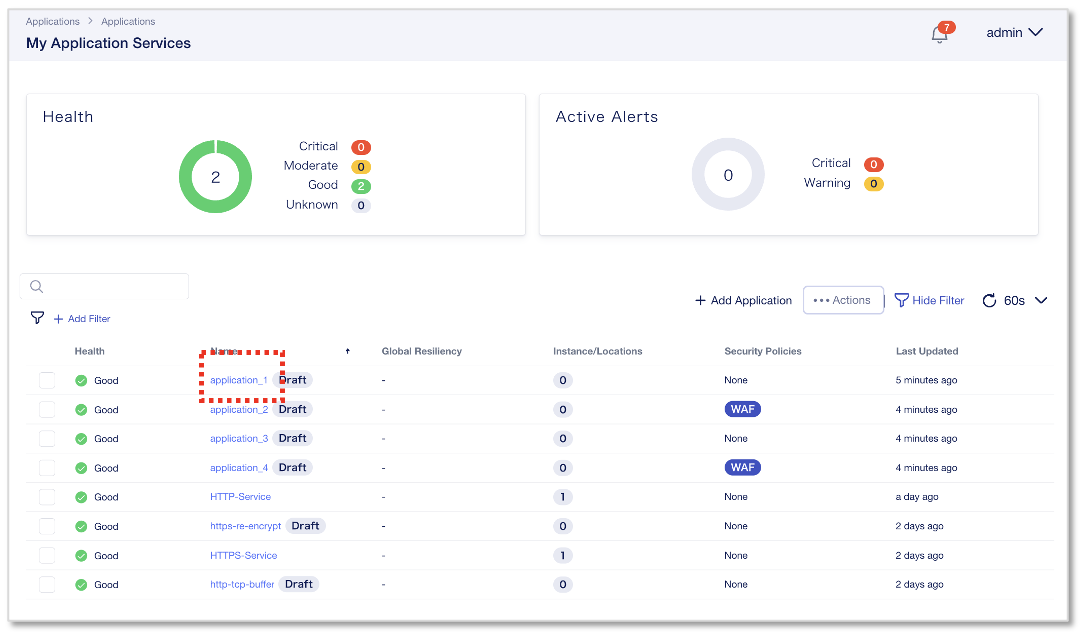 Applications > Applications
My Application Services
7
admin
Health
2
Critical 0
Moderate 0
Good 2
Unknown 0
Active Alerts
0
Critical 0
Warning 0
+ Add Application
••• Actions
Hide Filter
60s
+ Add Filter
Health Name ↑ Global Resiliency Instance/Locations Security Policies Last Updated
Good application_1 Draft - 0 None 5 minutes ago
Good application_2 Draft - 0 WAF 4 minutes ago
Good application_3 Draft - 0 None 4 minutes ago
Good application_4 Draft - 0 WAF 4 minutes ago
Good HTTP-Service - 1 None a day ago
Good https-re-encrypt Draft - 0 None 2 days ago
Good HTTPS-Service - 1 None 2 days ago
Good http-tcp-buffer Draft - 0 None 2 days ago